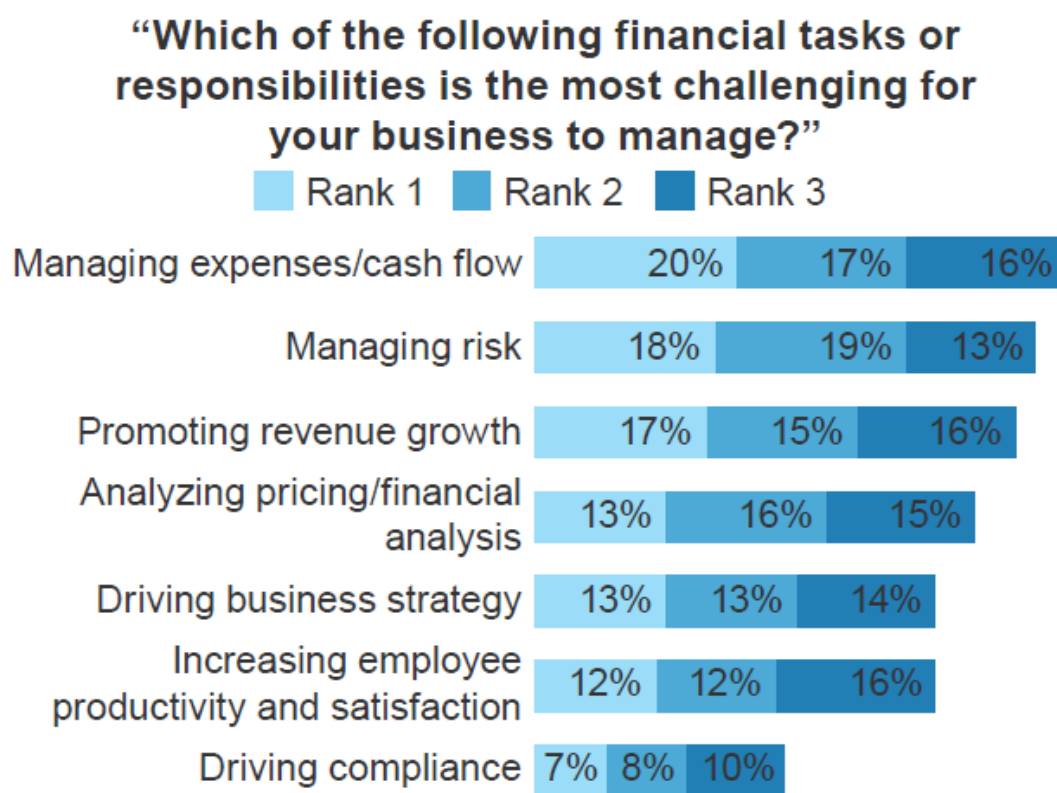 “Which of the following financial tasks or
responsibilities is the most challenging for
your business to manage?”
Rank 1 Rank 2 Rank 3
Managing expenses/cash flow 20% 17% 16%
Managing risk 18% 19% 13%
Promoting revenue growth 17% 15% 16%
Analyzing pricing/financial
analysis 13% 16% 15%
Driving business strategy 13% 13% 14%
Increasing employee
productivity and satisfaction 12% 12% 16%
Driving compliance 7% 8% 10%